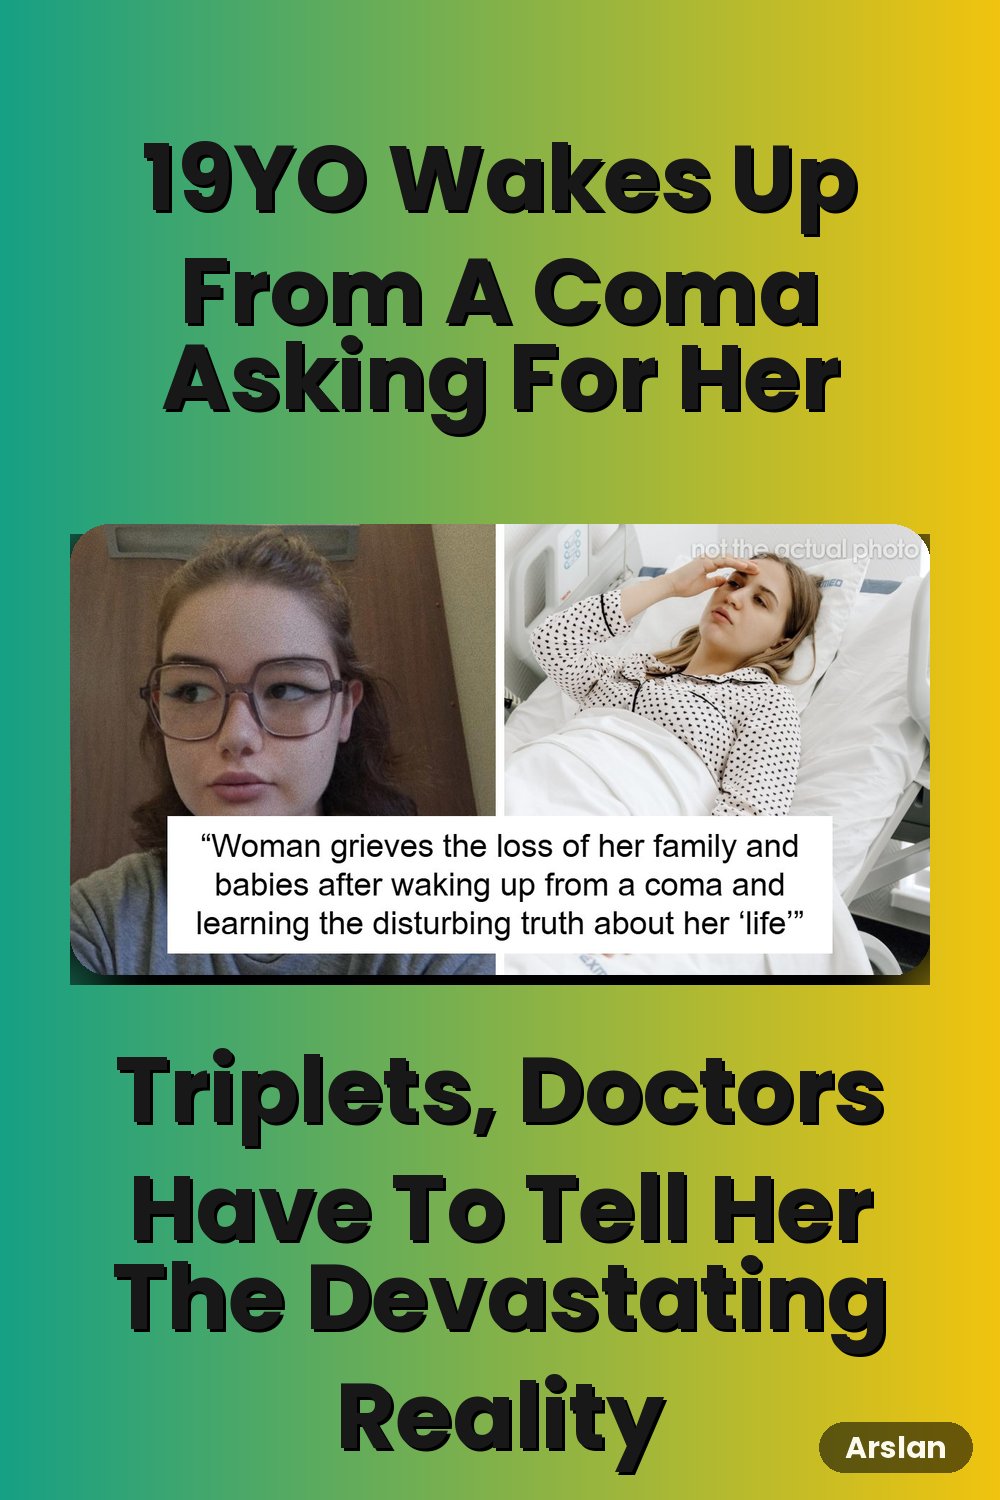 19YO Wakes Up
From A Coma
Asking For Her
not the actual photo
“Woman grieves the loss of her family and
babies after waking up from a coma and
learning the disturbing truth about her ‘life’”
Triplets, Doctors
Have To Tell Her
The Devastating
Reality
Arslan